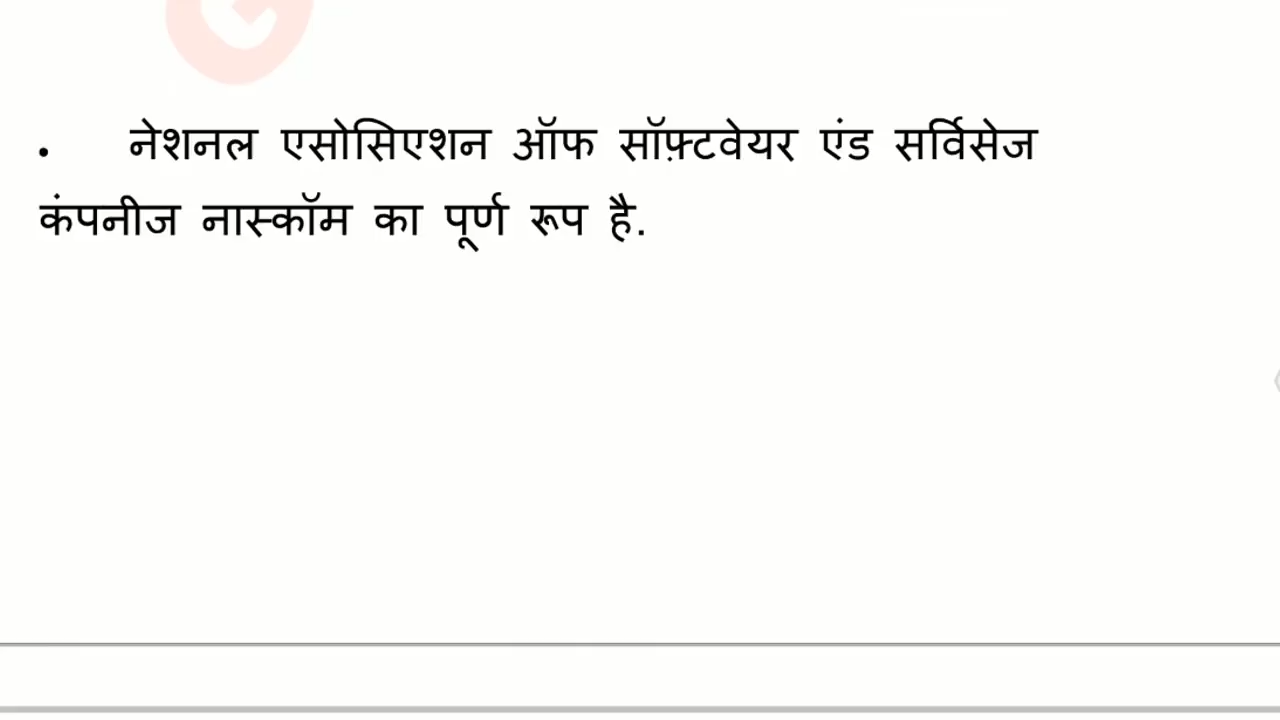 • नेशनल एसोसिएशन ऑफ सॉफ़्टवेयर एंड सर्विसेज
कंपनीज नास्कॉम का पूर्ण रूप है.